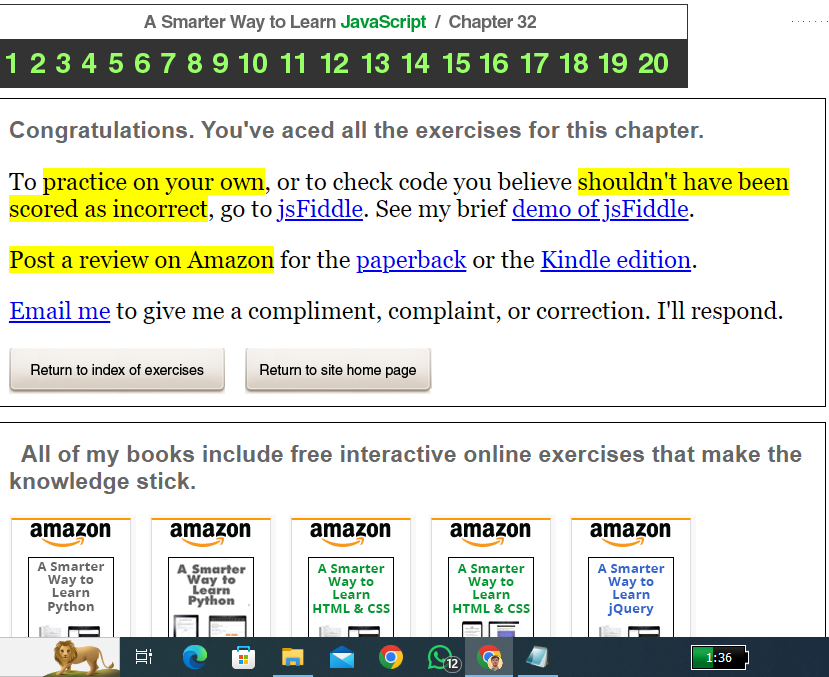 A Smarter Way to Learn JavaScript / Chapter 32
1 2 3 4 5 6 7 8 9 10 11 12 13 14 15 16 17 18 19 20
Congratulations. You've aced all the exercises for this chapter.
To practice on your own, or to check code you believe shouldn't have been
scored as incorrect, go to jsFiddle. See my brief demo of jsFiddle.
Post a review on Amazon for the paperback or the Kindle edition.
Email me to give me a compliment, complaint, or correction. I'll respond.
Return to index of exercises Return to site home page
All of my books include free interactive online exercises that make the
knowledge stick.
amazon amazon amazon amazon amazon
A Smarter A Smarter A Smarter A Smarter A Smarter
Way to Way to Way to Way to Way to
Learn Learn Learn Learn Learn
Python Python HTML & CSS HTML & CSS jQuery
12 1:36